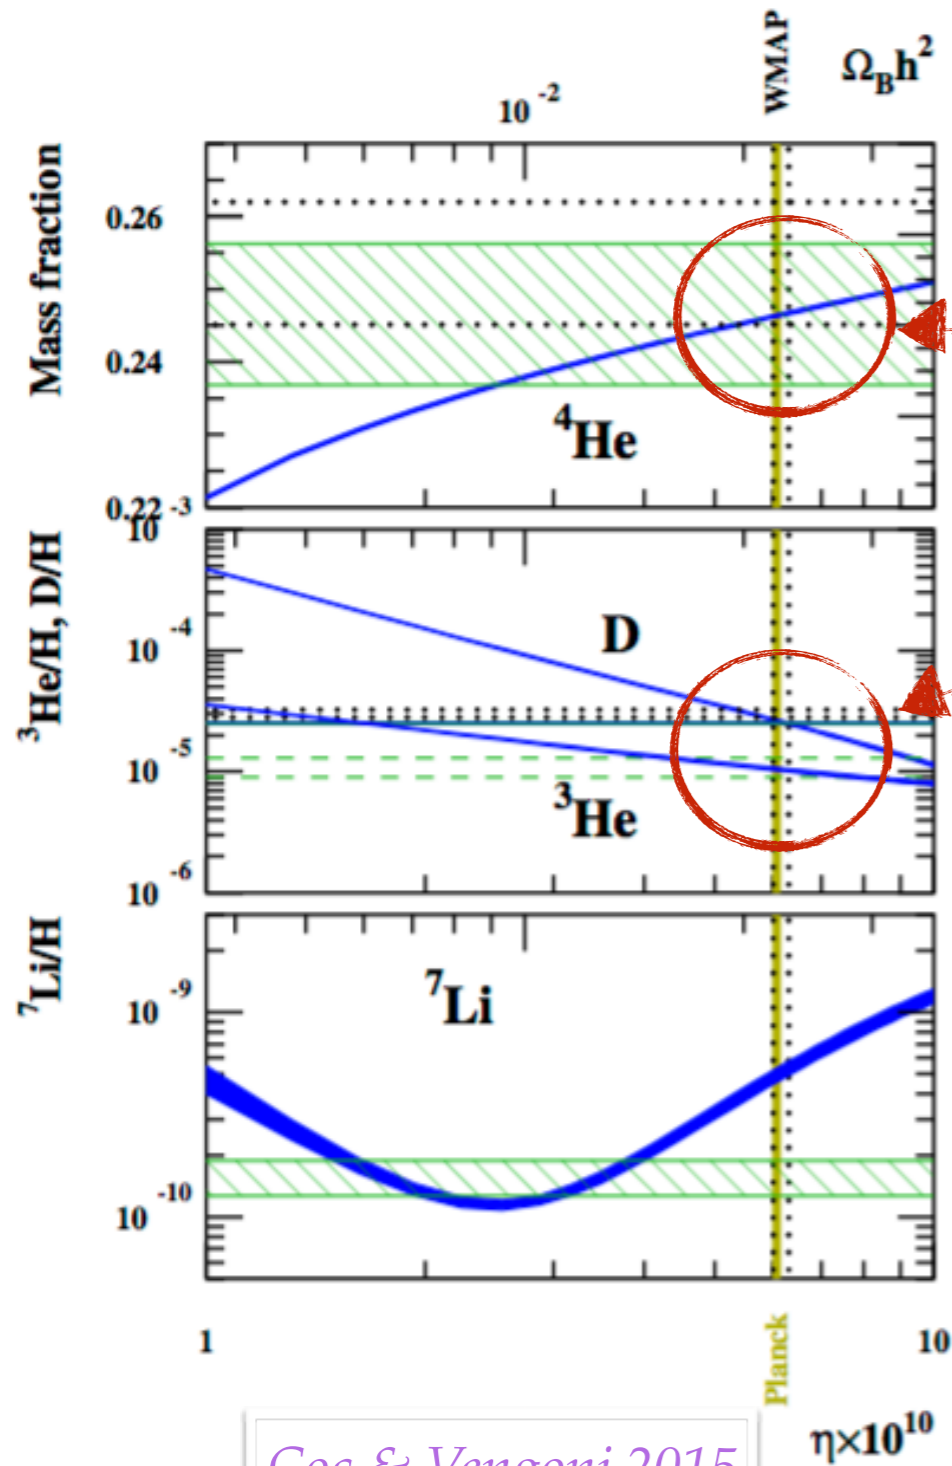 WMAP
Ω_B h²
10⁻²
Mass fraction
0.26
0.24
0.22
⁴He
³He/H, D/H
10⁻³
10⁻⁴
10⁻⁵
10⁻⁶
D
³He
⁷Li/H
10⁻⁹
10⁻¹⁰
⁷Li
1
10
Planck
η×10¹⁰
2015